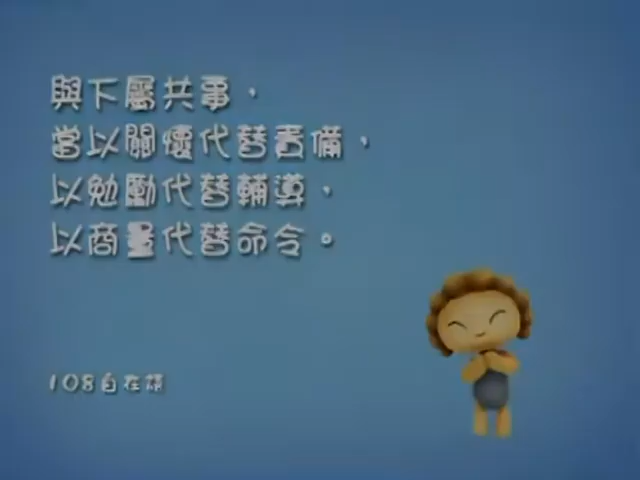 與下屬共事，
當以關懷代替責備，
以勉勵代替輔導，
以商量代替命令。
108自在語